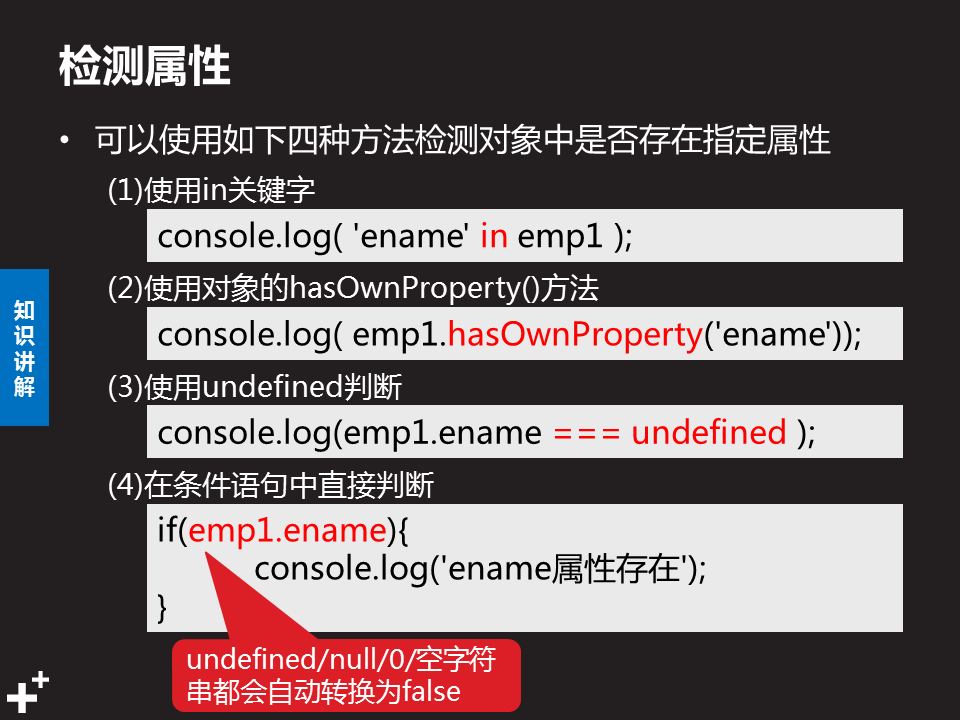 检测属性
• 可以使用如下四种方法检测对象中是否存在指定属性
(1)使用in关键字
console.log( 'ename' in emp1 );
(2)使用对象的hasOwnProperty()方法
console.log( emp1.hasOwnProperty('ename'));
(3)使用undefined判断
console.log(emp1.ename === undefined );
(4)在条件语句中直接判断
if(emp1.ename){
console.log('ename属性存在');
}
undefined/null/0/空字符
串都会自动转换为false
知
识
讲
解